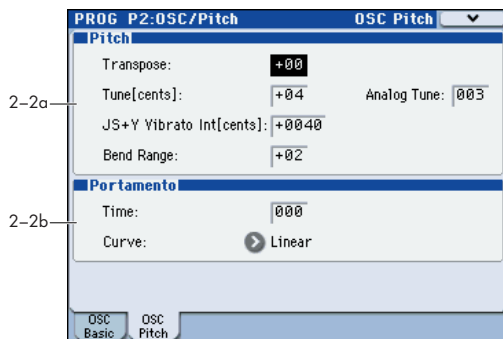 PROG P2:OSC/Pitch OSC Pitch
Pitch
Transpose: +00
2-2a
Tune[cents]: +04 Analog Tune: 003
JS+Y Vibrato Int[cents]: +0040
Bend Range: +02
Portamento
2-2b
Time: 000
Curve: Linear
OSC Basic
OSC Pitch